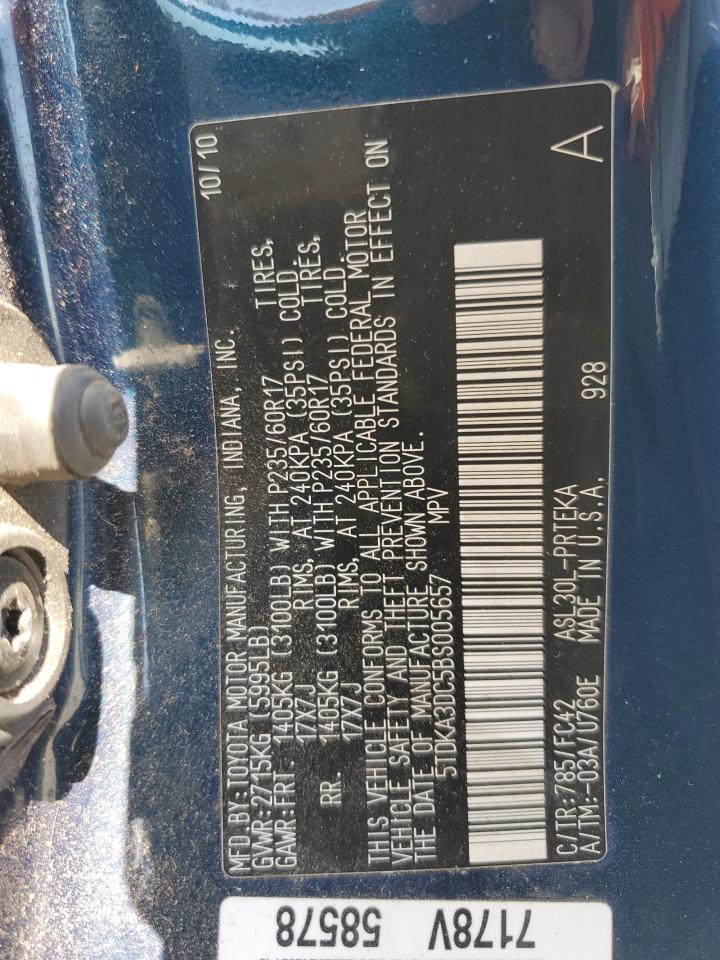 MFD.BY:TOYOTA MOTOR MANUFACTURING, INDIANA, INC. 10/10
GVWR:2715KG (5995LB)
GAWR:FRT. 1405KG (3100LB) WITH P235/60R17 TIRES,
17X7J RIMS, AT 240KPA (35PSI) COLD
RR. 1405KG (3100LB) WITH P235/60R17 TIRES,
17X7J RIMS, AT 240KPA (35PSI) COLD.
THIS VEHICLE CONFORMS TO ALL APPLICABLE FEDERAL MOTOR
VEHICLE SAFETY AND THEFT PREVENTION STANDARDS IN EFFECT ON
THE DATE OF MANUFACTURE SHOWN ABOVE.
5TDKA3DC5BS005657 MPV
C/TR:785/FC42 ASL30L-PRTEKA 928 A
A/TM:-03A/U760E MADE IN U.S.A.
7178V
58578